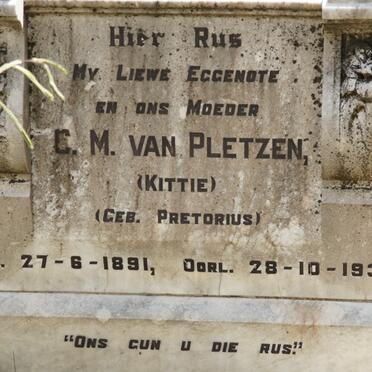 Hier Rus
My Liewe Eggenote
en ons Moeder
C. M. van Pletzen,
(Kittie)
(Geb. Pretorius)
27-6-1891, Oorl. 28-10-193
"Ons gun u die rus."